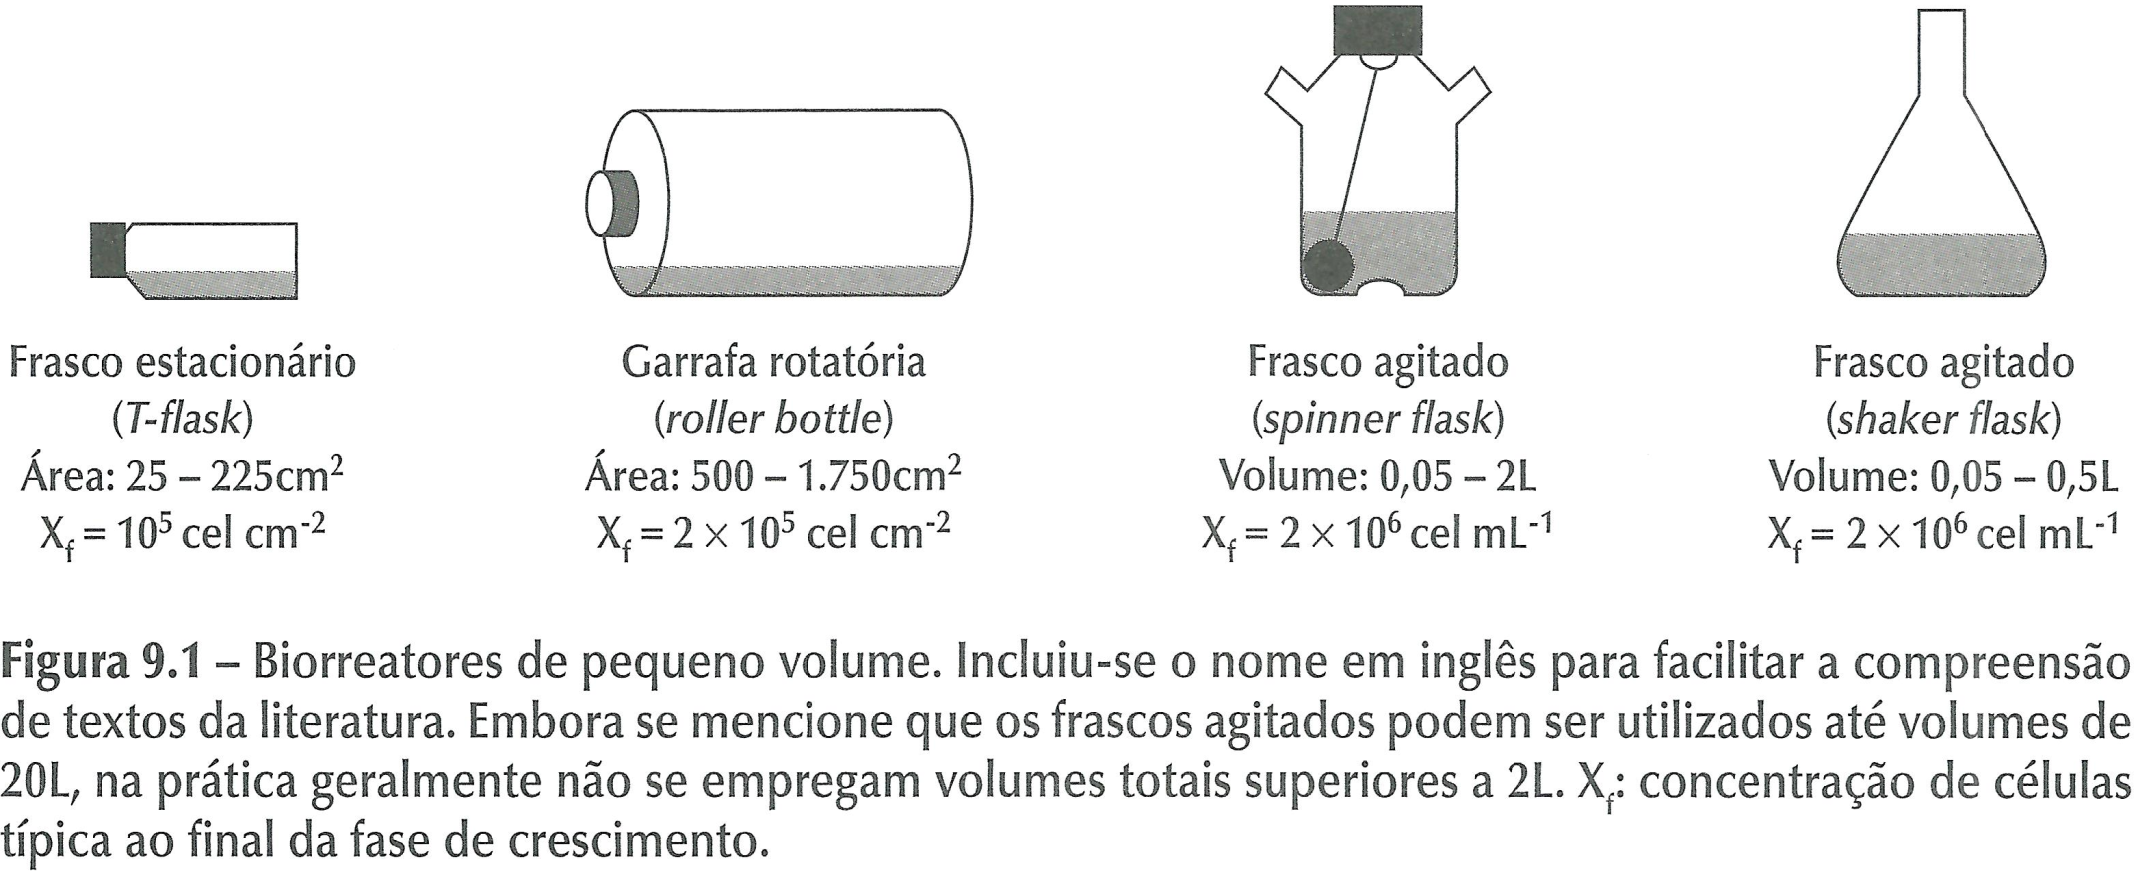 Frasco estacionário
(T-flask)
Área: 25 – 225cm²
X_f = 10⁵ cel cm⁻²
Garrafa rotatória
(roller bottle)
Área: 500 – 1.750cm²
X_f = 2 × 10⁵ cel cm⁻²
Frasco agitado
(spinner flask)
Volume: 0,05 – 2L
X_f = 2 × 10⁶ cel mL⁻¹
Frasco agitado
(shaker flask)
Volume: 0,05 – 0,5L
X_f = 2 × 10⁶ cel mL⁻¹
Figura 9.1 – Biorreatores de pequeno volume. Incluiu-se o nome em inglês para facilitar a compreensão
de textos da literatura. Embora se mencione que os frascos agitados podem ser utilizados até volumes de
20L, na prática geralmente não se empregam volumes totais superiores a 2L. X_f: concentração de células
típica ao final da fase de crescimento.